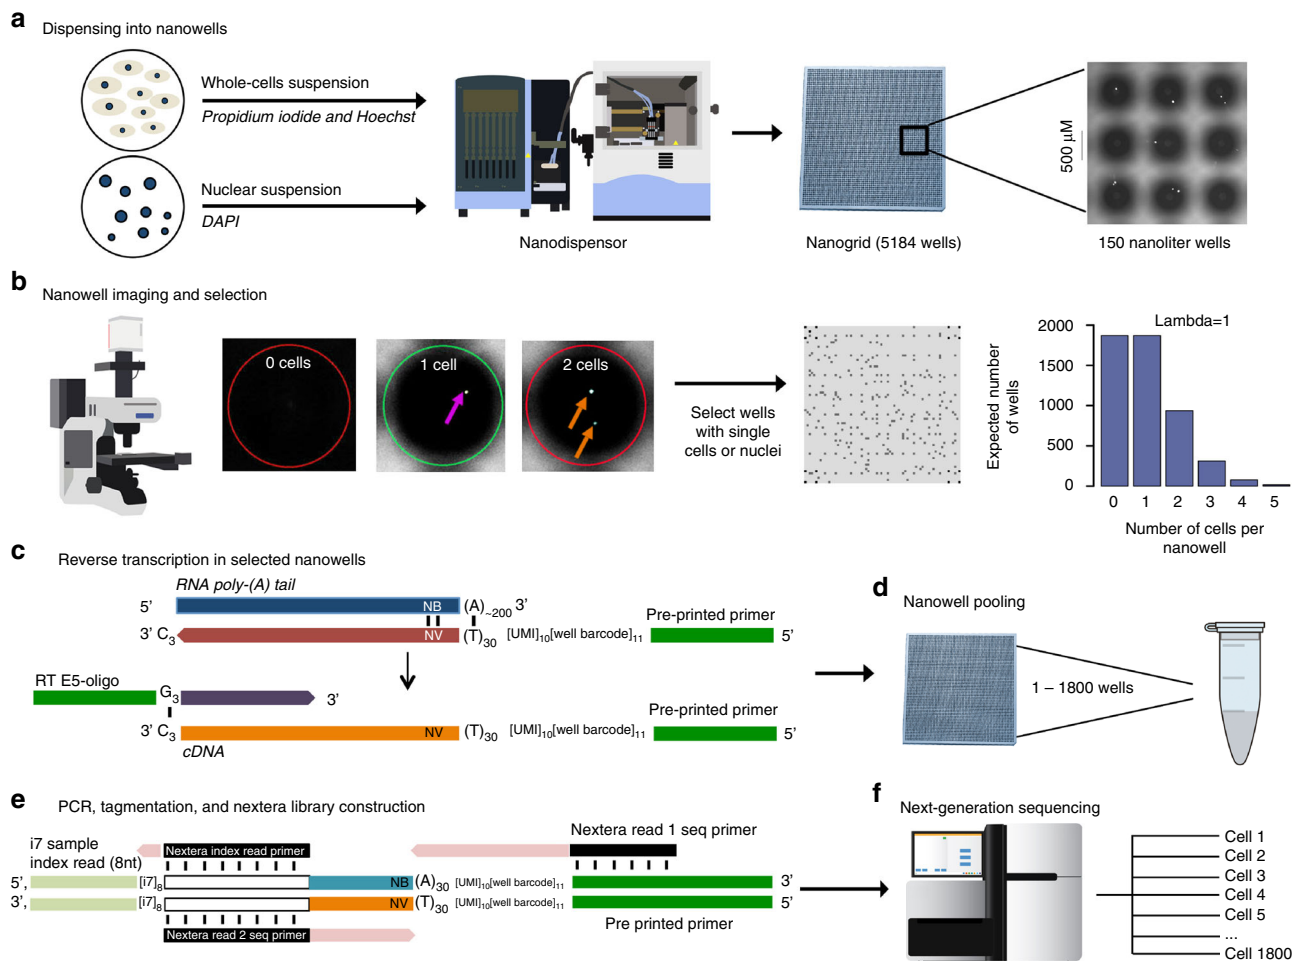 a
Dispensing into nanowells
Whole-cells suspension
Propidium iodide and Hoechst
Nuclear suspension
DAPI
Nanodispensor
Nanogrid (5184 wells)
500 µM
150 nanoliter wells
b
Nanowell imaging and selection
0 cells
1 cell
2 cells
Select wells
with single
cells or nuclei
Lambda=1
Expected number
of wells
2000
1000
500
0
0 1 2 3 4 5
Number of cells per
nanowell
c
Reverse transcription in selected nanowells
RNA poly-(A) tail
5’ NB (A)~200 3’
Pre-printed primer
3’ C3 NV (T)30 [UMI]10[well barcode]11 5’
RT E5-oligo
G3 3’
Pre-printed primer
3’ C3 NV (T)30 [UMI]10[well barcode]11 5’
cDNA
d
Nanowell pooling
1 – 1800 wells
e
PCR, tagmentation, and nextera library construction
i7 sample
index read (8nt)
Nextera index read primer
Nextera read 1 seq primer
5’, [i7]8 NB (A)30 [UMI]10[well barcode]11 3’
3’, [i7]8 NV (T)30 [UMI]10[well barcode]11 5’
Nextera read 2 seq primer
Pre printed primer
f
Next-generation sequencing
Cell 1
Cell 2
Cell 3
Cell 4
Cell 5
...
Cell 1800